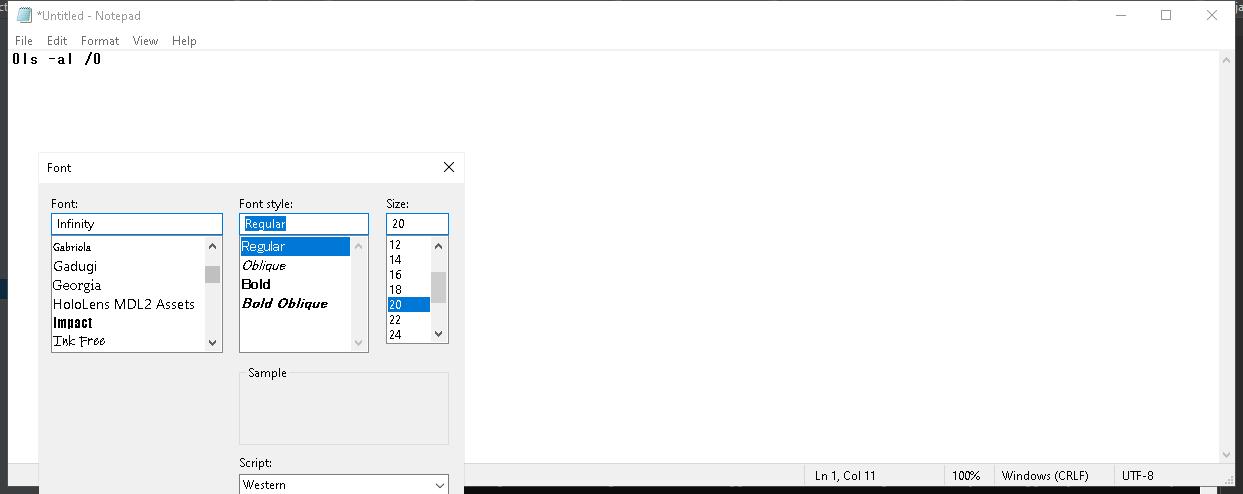 *Untitled - Notepad
File Edit Format View Help
0ls -al /0
Font
Font: Font style: Size:
Infinity Regular 20
Gabriola Regular 12
Gadugi Oblique 14
Georgia Bold 16
HoloLens MDL2 Assets Bold Oblique 18
Impact 20
Ink Free 22
24
Sample
Script:
Western
Ln 1, Col 11 100% Windows (CRLF) UTF-8